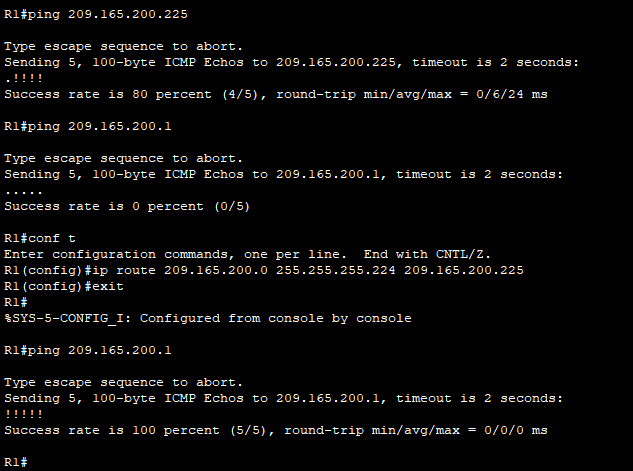 R1#ping 209.165.200.225
Type escape sequence to abort.
Sending 5, 100-byte ICMP Echos to 209.165.200.225, timeout is 2 seconds:
.!!!!
Success rate is 80 percent (4/5), round-trip min/avg/max = 0/6/24 ms
R1#ping 209.165.200.1
Type escape sequence to abort.
Sending 5, 100-byte ICMP Echos to 209.165.200.1, timeout is 2 seconds:
.....
Success rate is 0 percent (0/5)
R1#conf t
Enter configuration commands, one per line.  End with CNTL/Z.
R1(config)#ip route 209.165.200.0 255.255.255.224 209.165.200.225
R1(config)#exit
R1#
%SYS-5-CONFIG_I: Configured from console by console
R1#ping 209.165.200.1
Type escape sequence to abort.
Sending 5, 100-byte ICMP Echos to 209.165.200.1, timeout is 2 seconds:
!!!!!
Success rate is 100 percent (5/5), round-trip min/avg/max = 0/0/0 ms
R1#